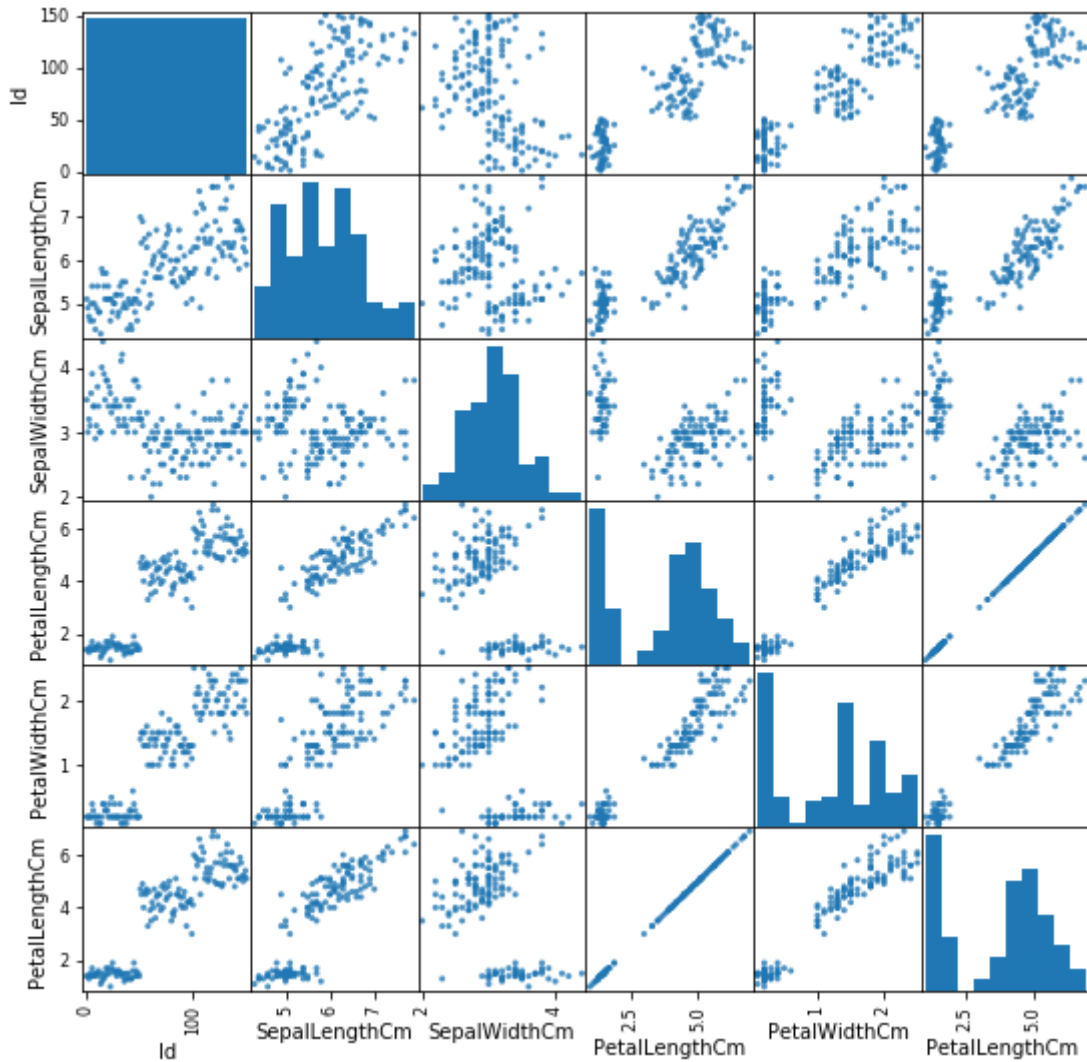 150
100
50
0
Id
7
6
5
SepalLengthCm
4
3
2
SepalWidthCm
6
4
2
PetalLengthCm
2
1
PetalWidthCm
6
4
2
PetalLengthCm
0 100 5 6 7 2 4 2.5 5.0 1 2 2.5 5.0
Id SepalLengthCm SepalWidthCm PetalLengthCm PetalWidthCm PetalLengthCm